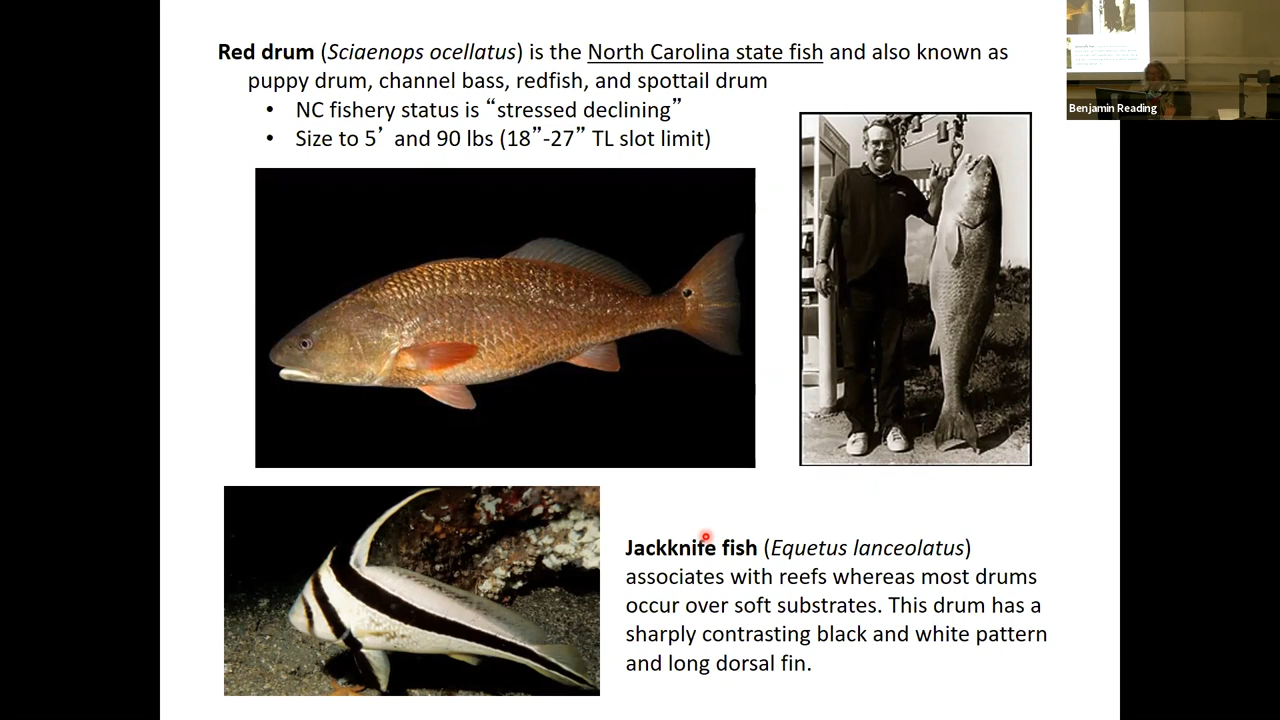 Red drum (Sciaenops ocellatus) is the North Carolina state fish and also known as
puppy drum, channel bass, redfish, and spottail drum
• NC fishery status is “stressed declining”
• Size to 5’ and 90 lbs (18”-27” TL slot limit)
Benjamin Reading
Jackknife fish (Equetus lanceolatus)
associates with reefs whereas most drums
occur over soft substrates. This drum has a
sharply contrasting black and white pattern
and long dorsal fin.